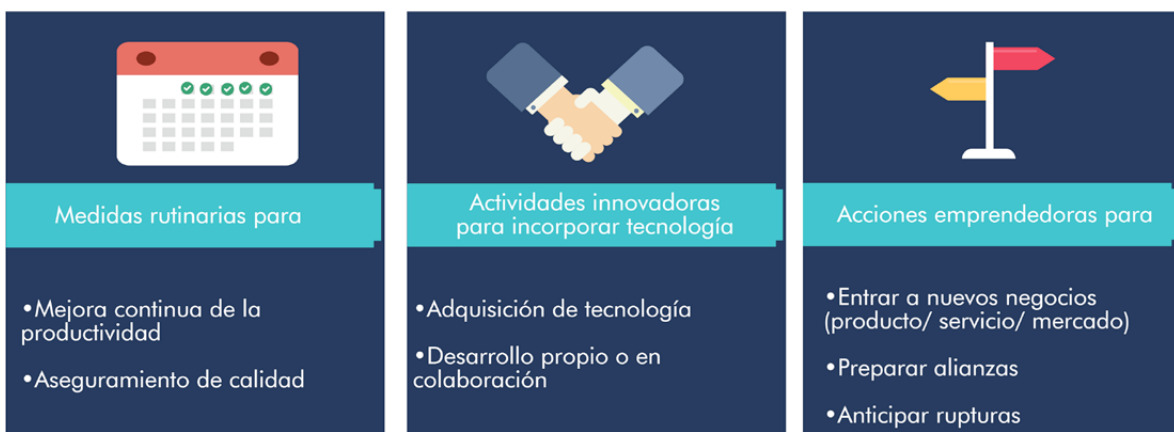 Medidas rutinarias para
•Mejora continua de la
productividad
•Aseguramiento de calidad
Actividades innovadoras
para incorporar tecnología
•Adquisición de tecnología
•Desarrollo propio o en
colaboración
Acciones emprendedoras para
•Entrar a nuevos negocios
(producto/ servicio/ mercado)
•Preparar alianzas
•Anticipar rupturas